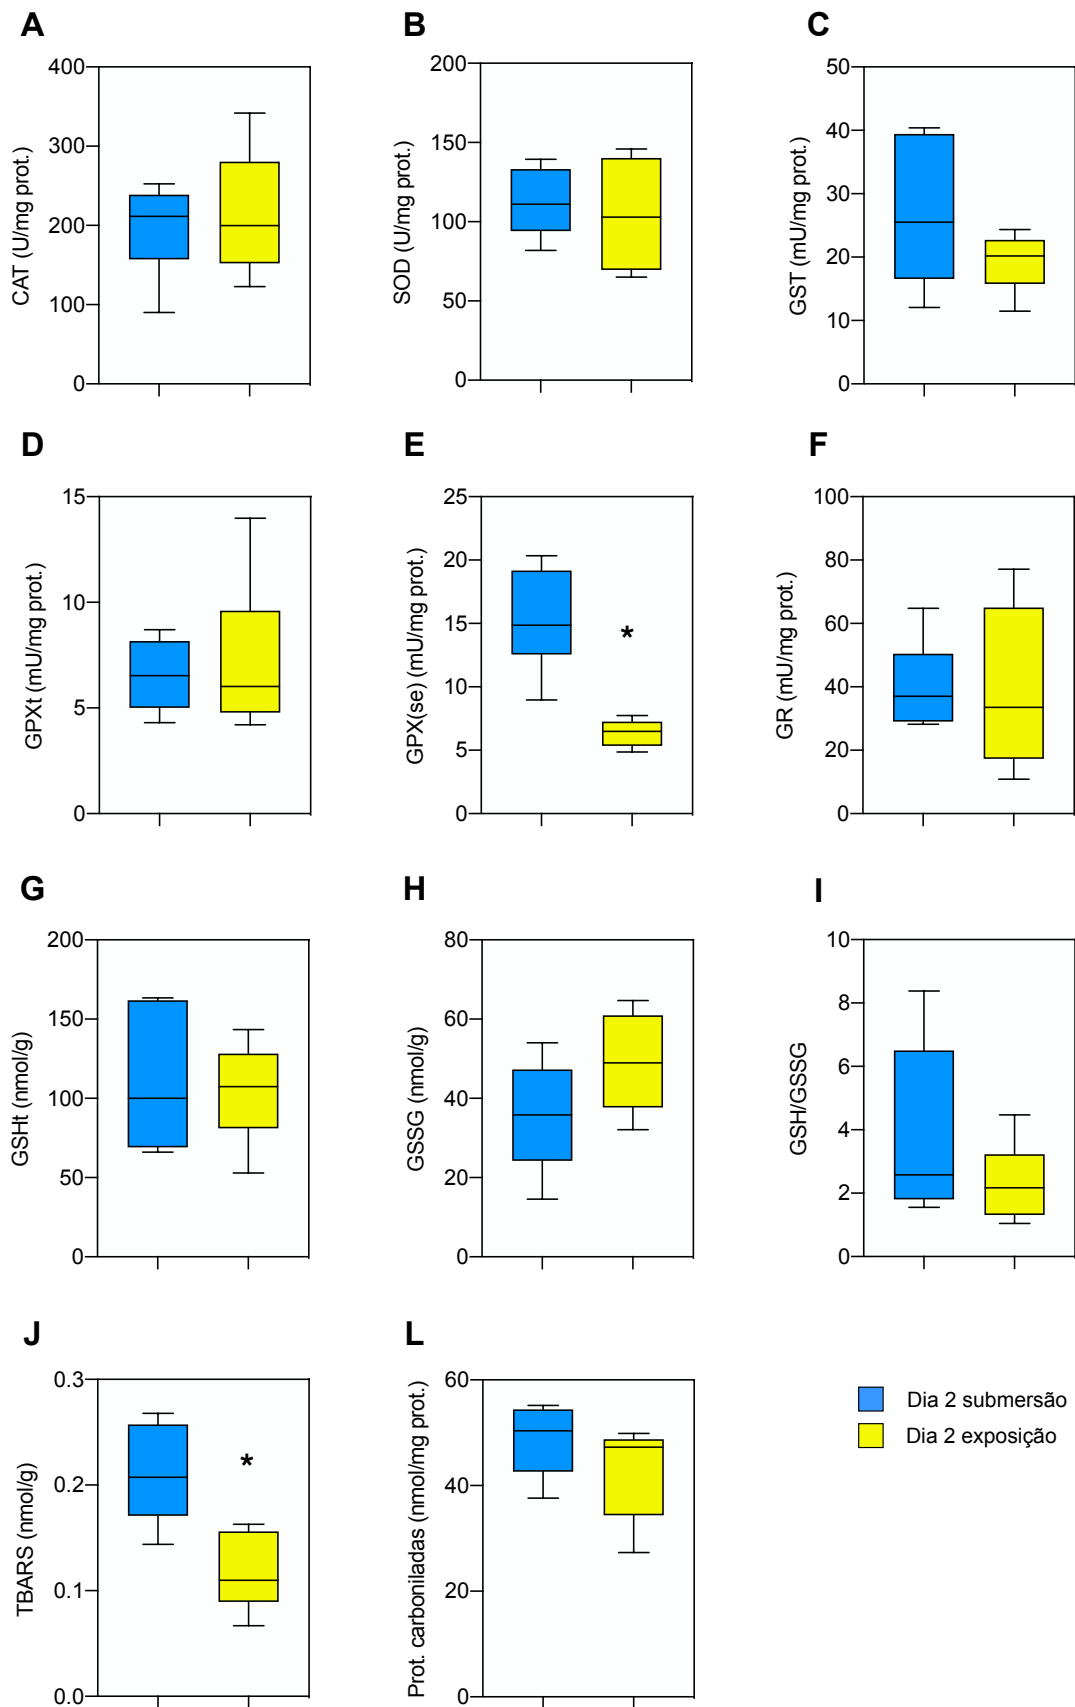 A
B
C
400
300
200
100
0
CAT (U/mg prot.)
200
150
100
50
0
SOD (U/mg prot.)
50
40
30
20
10
0
GST (mU/mg prot.)
D
E
F
15
10
5
0
GPXt (mU/mg prot.)
25
20
15
10
5
0
GPX(se) (mU/mg prot.)
*
100
80
60
40
20
0
GR (mU/mg prot.)
G
H
I
200
150
100
50
0
GSHt (nmol/g)
80
60
40
20
0
GSSG (nmol/g)
10
8
6
4
2
0
GSH/GSSG
J
L
0.3
0.2
0.1
0.0
TBARS (nmol/g)
*
60
40
20
0
Prot. carboniladas (nmol/mg prot.)
Dia 2 submersão
Dia 2 exposição